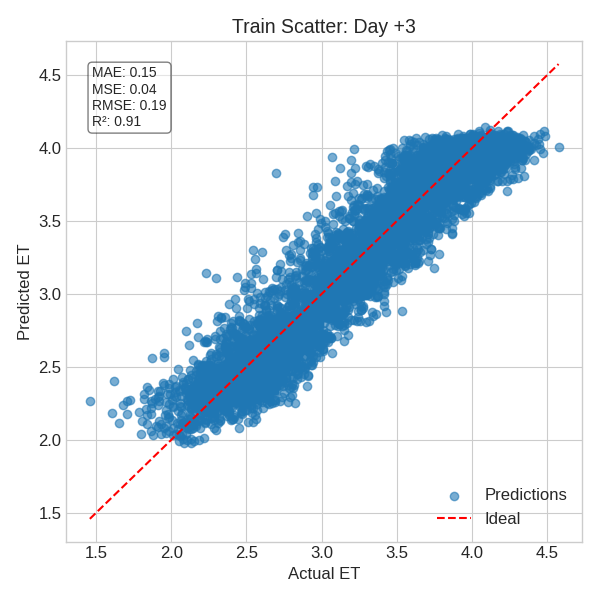 Train Scatter: Day +3
MAE: 0.15
MSE: 0.04
RMSE: 0.19
R²: 0.91
4.5
4.0
3.5
3.0
2.5
2.0
1.5
Predicted ET
1.5 2.0 2.5 3.0 3.5 4.0 4.5
Actual ET
Predictions
Ideal